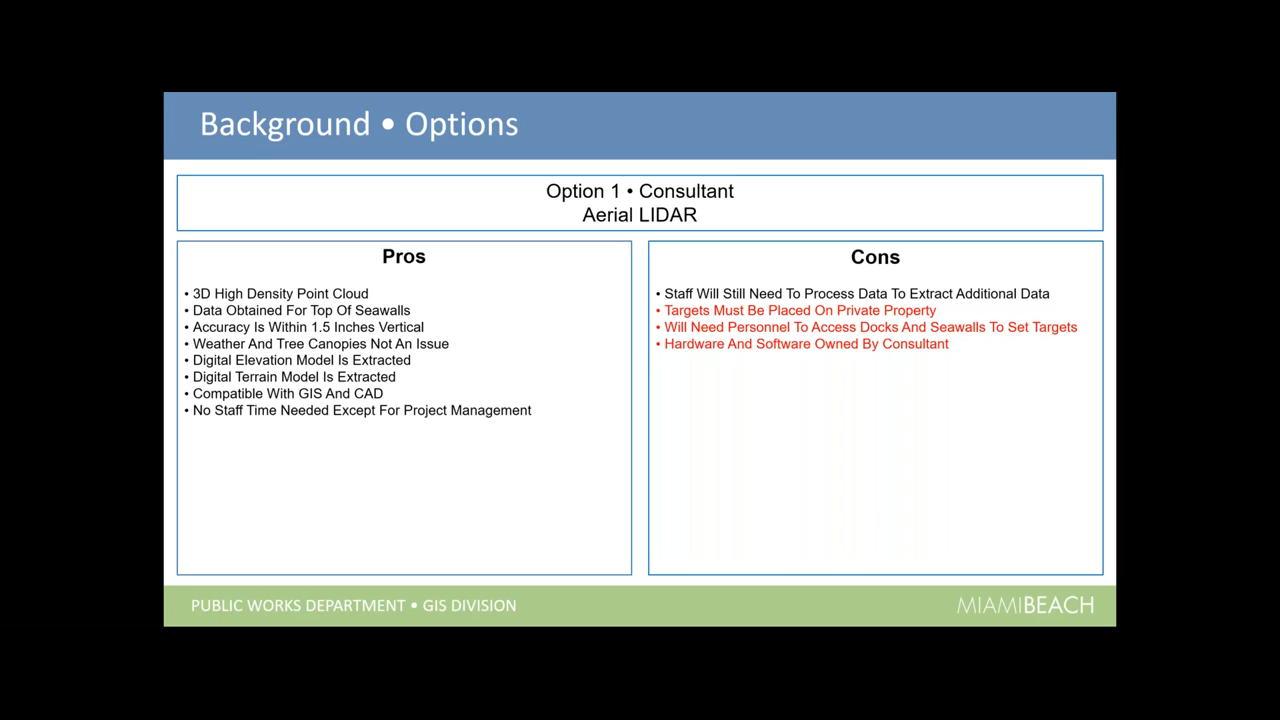 Background • Options
Option 1 • Consultant
Aerial LIDAR
Pros
• 3D High Density Point Cloud
• Data Obtained For Top Of Seawalls
• Accuracy Is Within 1.5 Inches Vertical
• Weather And Tree Canopies Not An Issue
• Digital Elevation Model Is Extracted
• Digital Terrain Model Is Extracted
• Compatible With GIS And CAD
• No Staff Time Needed Except For Project Management
Cons
• Staff Will Still Need To Process Data To Extract Additional Data
• Targets Must Be Placed On Private Property
• Will Need Personnel To Access Docks And Seawalls To Set Targets
• Hardware And Software Owned By Consultant
PUBLIC WORKS DEPARTMENT • GIS DIVISION
MIAMIBEACH